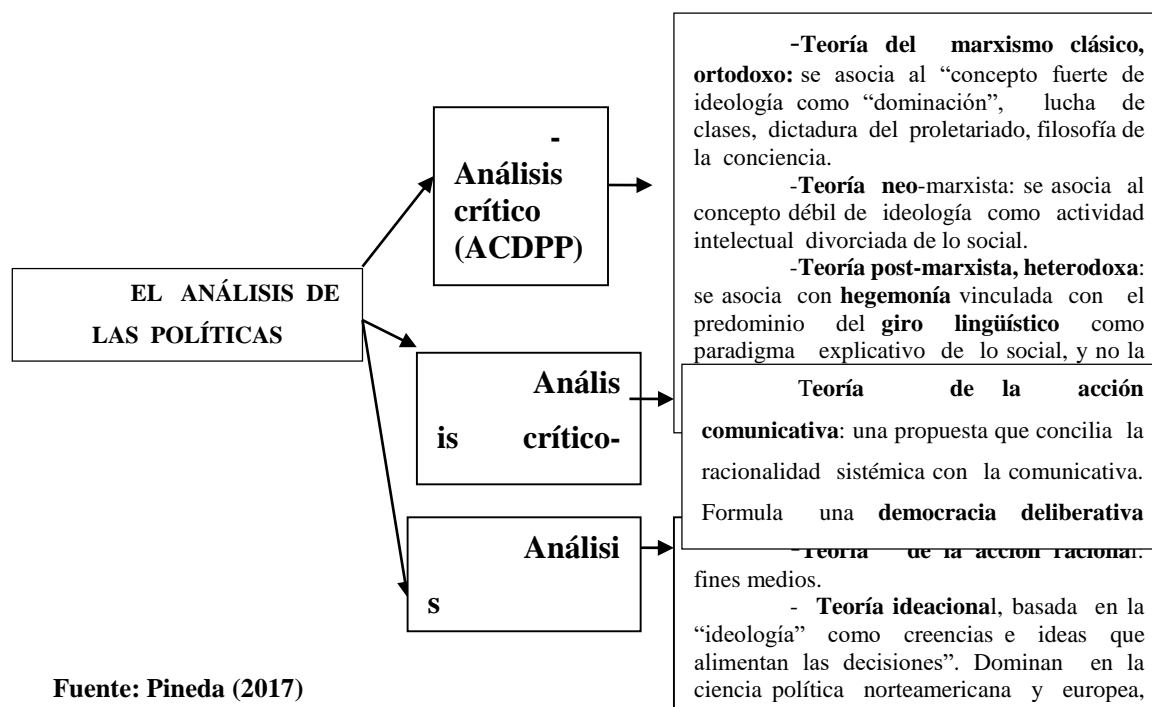 EL ANÁLISIS DE
LAS POLÍTICAS
-
Análisis
crítico
(ACDPP)
-Teoría del marxismo clásico,
ortodoxo: se asocia al “concepto fuerte de
ideología como “dominación”, lucha de
clases, dictadura del proletariado, filosofía de
la conciencia.
-Teoría neo-marxista: se asocia al
concepto débil de ideología como actividad
intelectual divorciada de lo social.
-Teoría post-marxista, heterodoxa:
se asocia con hegemonía vinculada con el
predominio del giro lingüístico como
paradigma explicativo de lo social, y no la
Anális
is crítico-
Teoría de la acción
comunicativa: una propuesta que concilia la
racionalidad sistémica con la comunicativa.
Formula una democracia deliberativa
Análisi
s
-Teoría de la acción racional:
fines medios.
- Teoría ideacional, basada en la
“ideología” como creencias e ideas que
alimentan las decisiones”. Dominan en la
ciencia política norteamericana y europea,
Fuente: Pineda (2017)